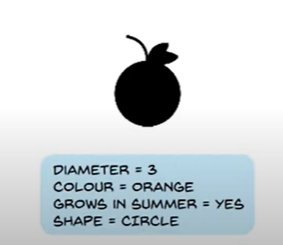 DIAMETER = 3
COLOUR = ORANGE
GROWS IN SUMMER = YES
SHAPE = CIRCLE